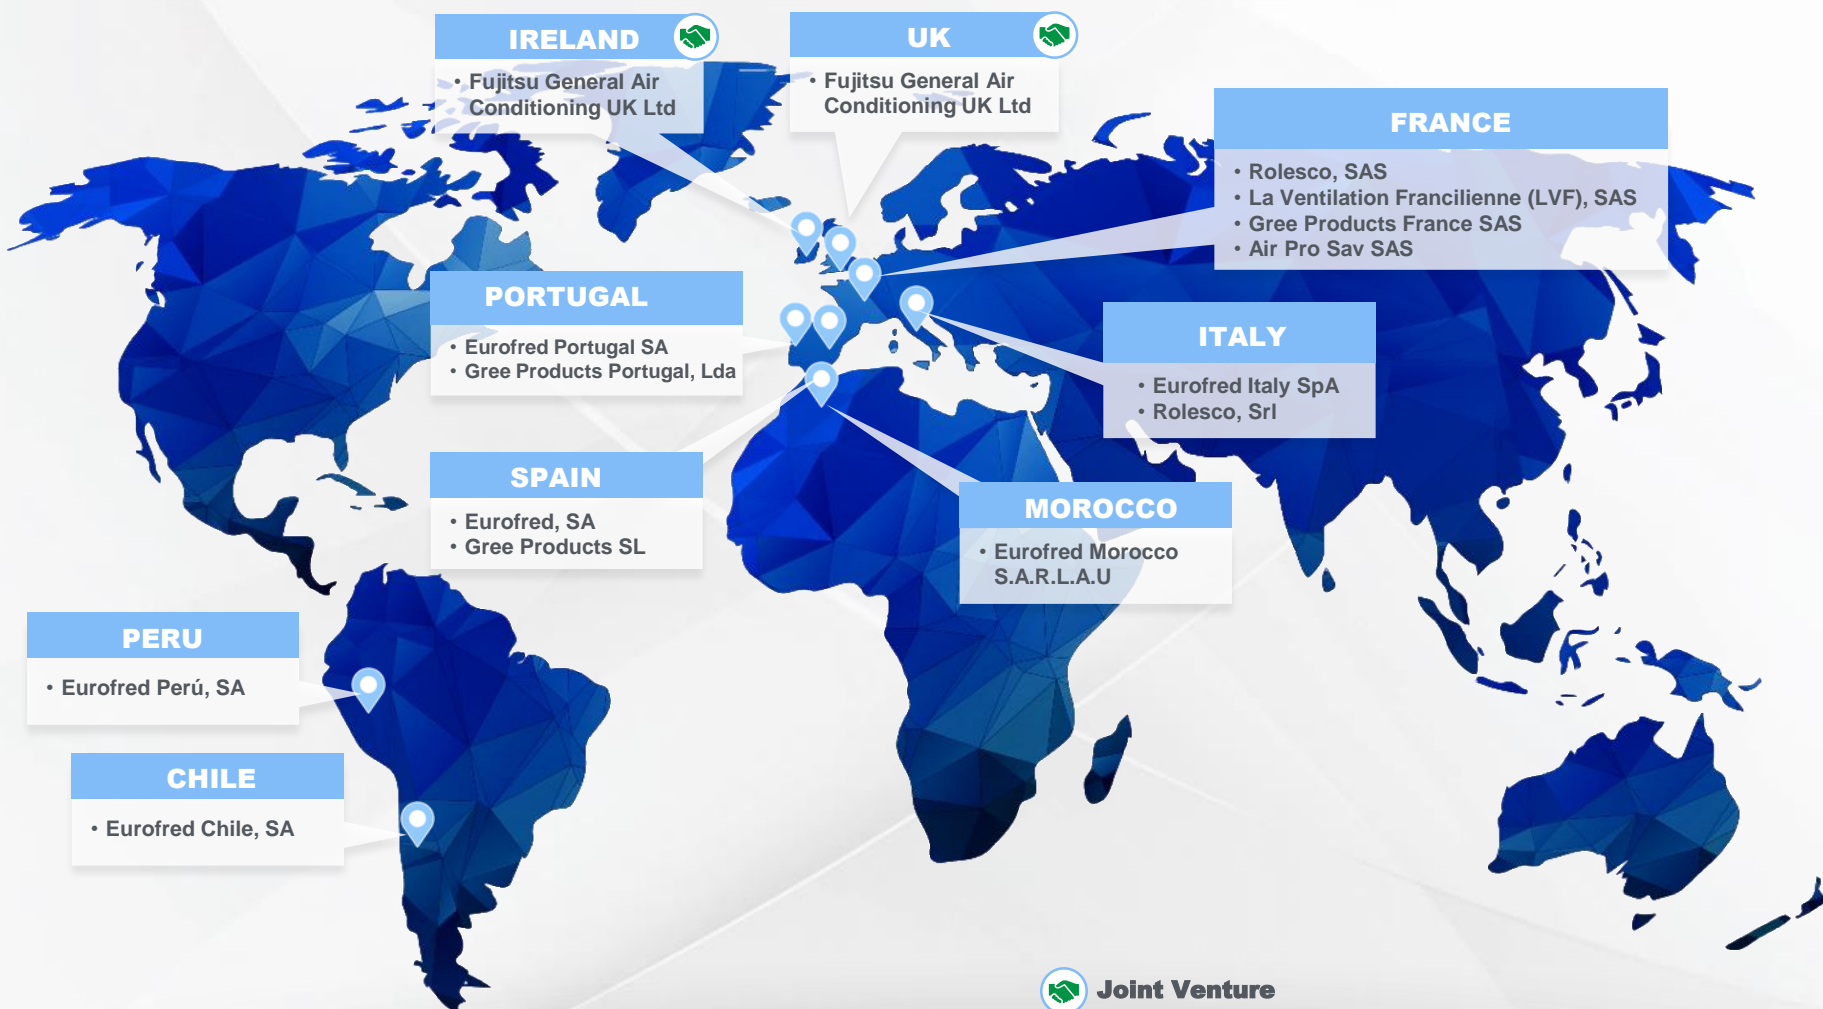 IRELAND
• Fujitsu General Air
Conditioning UK Ltd
UK
• Fujitsu General Air
Conditioning UK Ltd
FRANCE
• Rolesco, SAS
• La Ventilation Francilienne (LVF), SAS
• Gree Products France SAS
• Air Pro Sav SAS
PORTUGAL
• Eurofred Portugal SA
• Gree Products Portugal, Lda
ITALY
• Eurofred Italy SpA
• Rolesco, Srl
SPAIN
• Eurofred, SA
• Gree Products SL
MOROCCO
• Eurofred Morocco
S.A.R.L.A.U
PERU
• Eurofred Perú, SA
CHILE
• Eurofred Chile, SA
Joint Venture